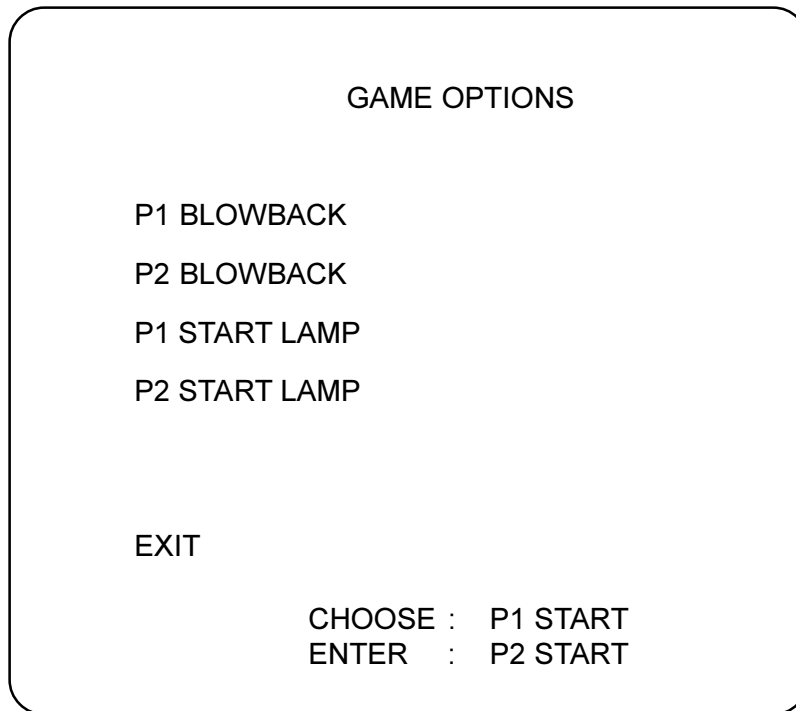 GAME OPTIONS
P1 BLOWBACK
P2 BLOWBACK
P1 START LAMP
P2 START LAMP
EXIT
CHOOSE : P1 START
ENTER : P2 START